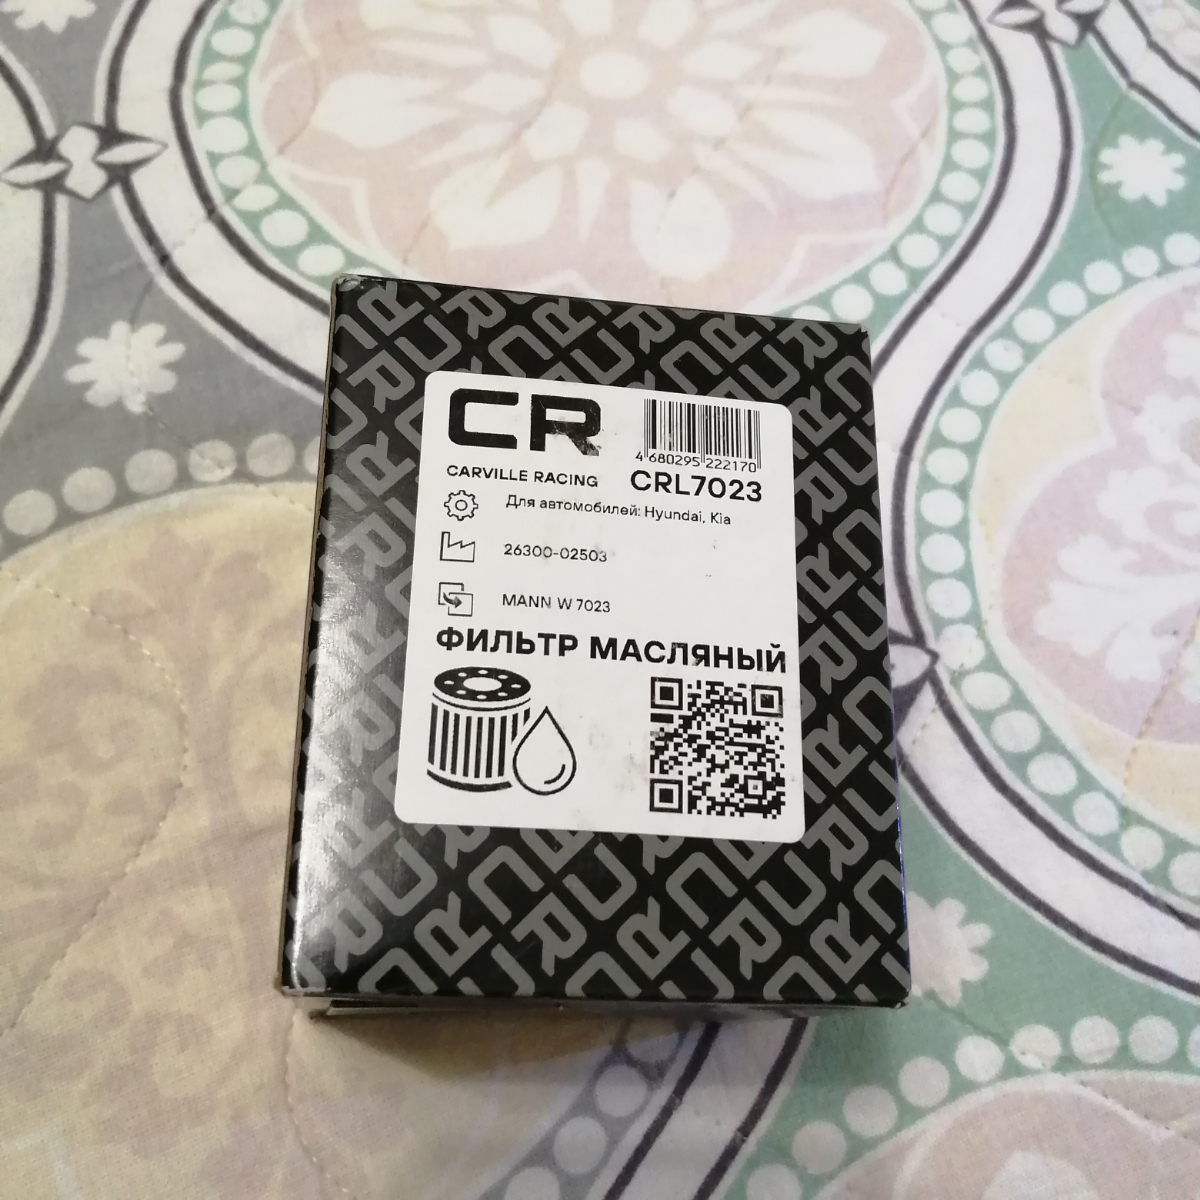 CR
CARVILLE RACING
4 680295 222170
CRL7023
Для автомобилей: Hyundai, Kia
26300-02503
MANN W 7023
ФИЛЬТР МАСЛЯНЫЙ